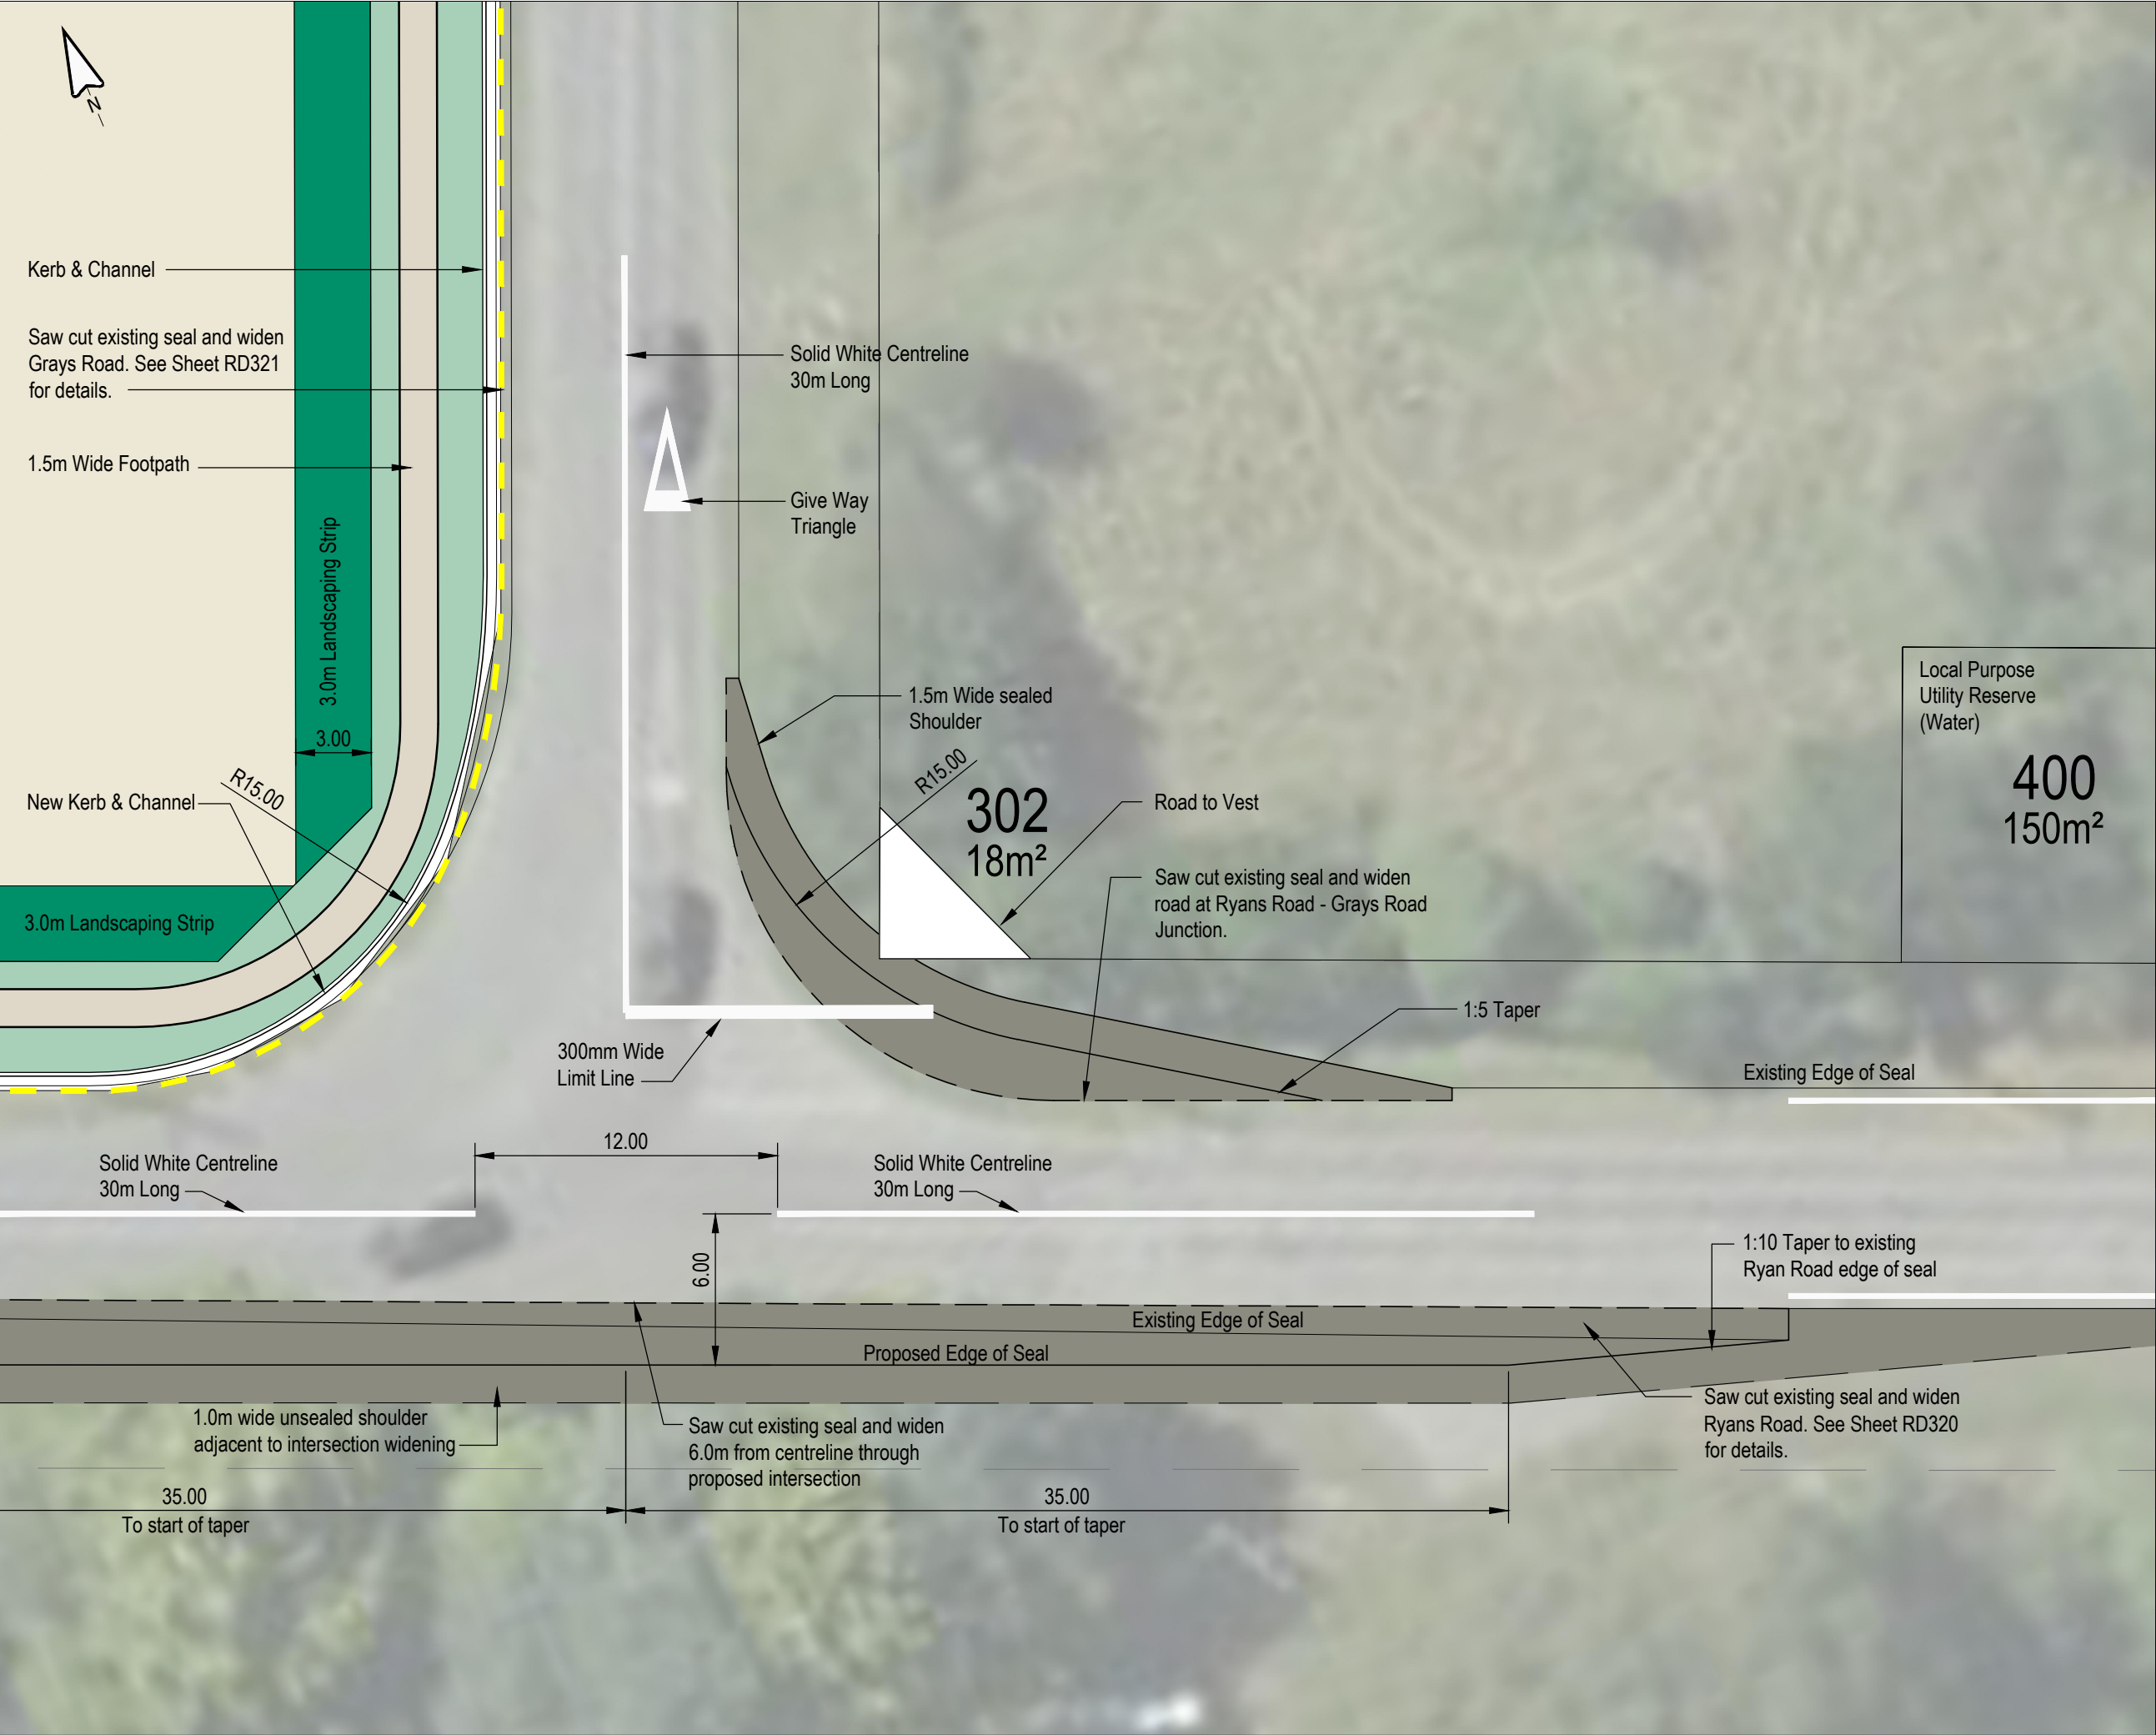 N
Kerb & Channel
Saw cut existing seal and widen
Grays Road. See Sheet RD321
for details.
1.5m Wide Footpath
3.0m Landscaping Strip
3.00
R15.00
New Kerb & Channel
3.0m Landscaping Strip
Solid White Centreline
30m Long
Give Way
Triangle
1.5m Wide sealed
Shoulder
R15.00
302
18m²
Road to Vest
Saw cut existing seal and widen
road at Ryans Road - Grays Road
Junction.
Local Purpose
Utility Reserve
(Water)
400
150m²
1:5 Taper
300mm Wide
Limit Line
Existing Edge of Seal
12.00
Solid White Centreline
30m Long
Solid White Centreline
30m Long
6.00
1:10 Taper to existing
Ryan Road edge of seal
Existing Edge of Seal
Proposed Edge of Seal
1.0m wide unsealed shoulder
adjacent to intersection widening
Saw cut existing seal and widen
6.0m from centreline through
proposed intersection
Saw cut existing seal and widen
Ryans Road. See Sheet RD320
for details.
35.00
To start of taper
35.00
To start of taper